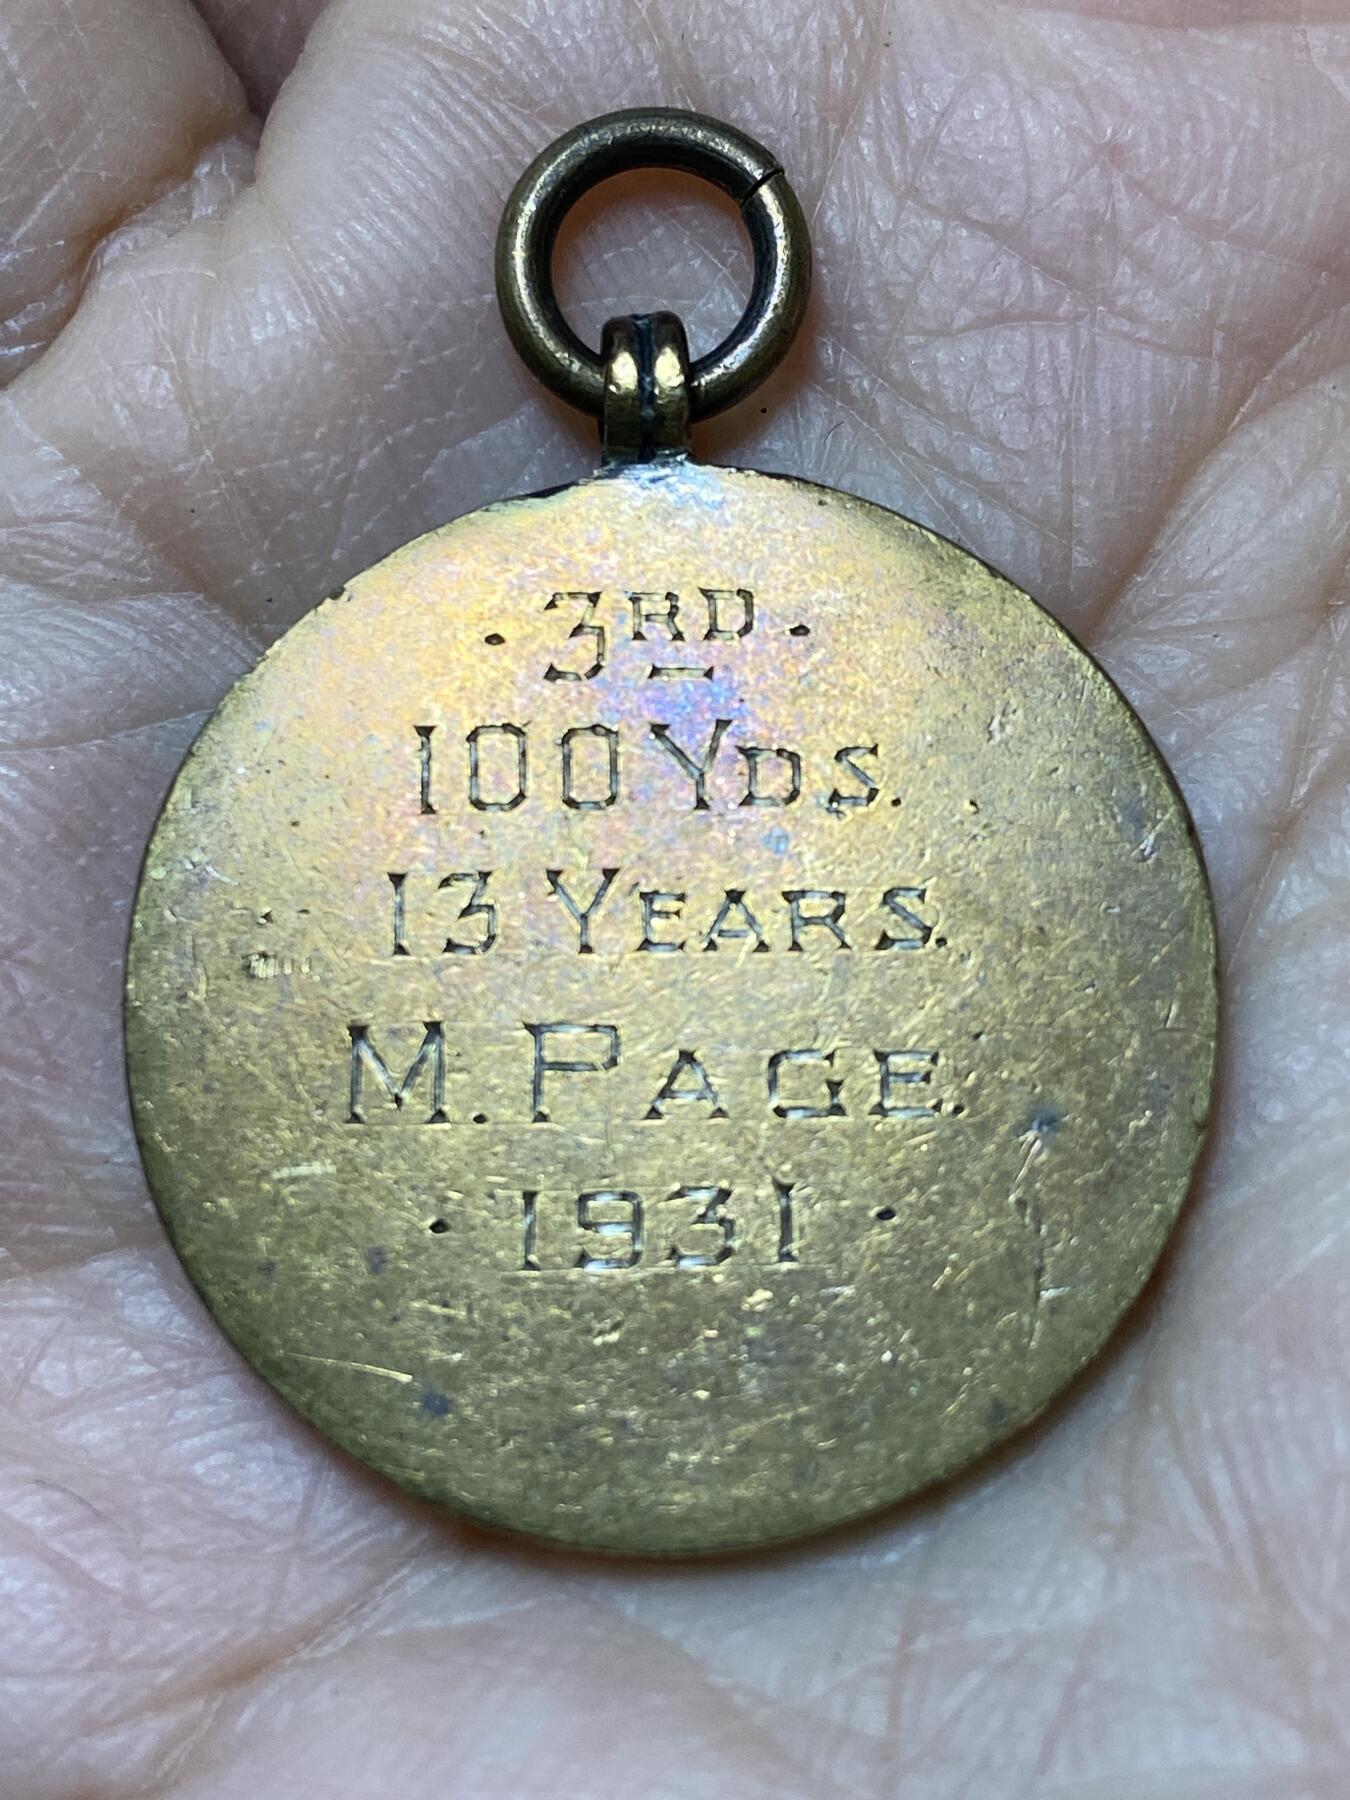 · 3RD ·
100 YDS.
13 YEARS.
M. PAGE.
· 1931 ·